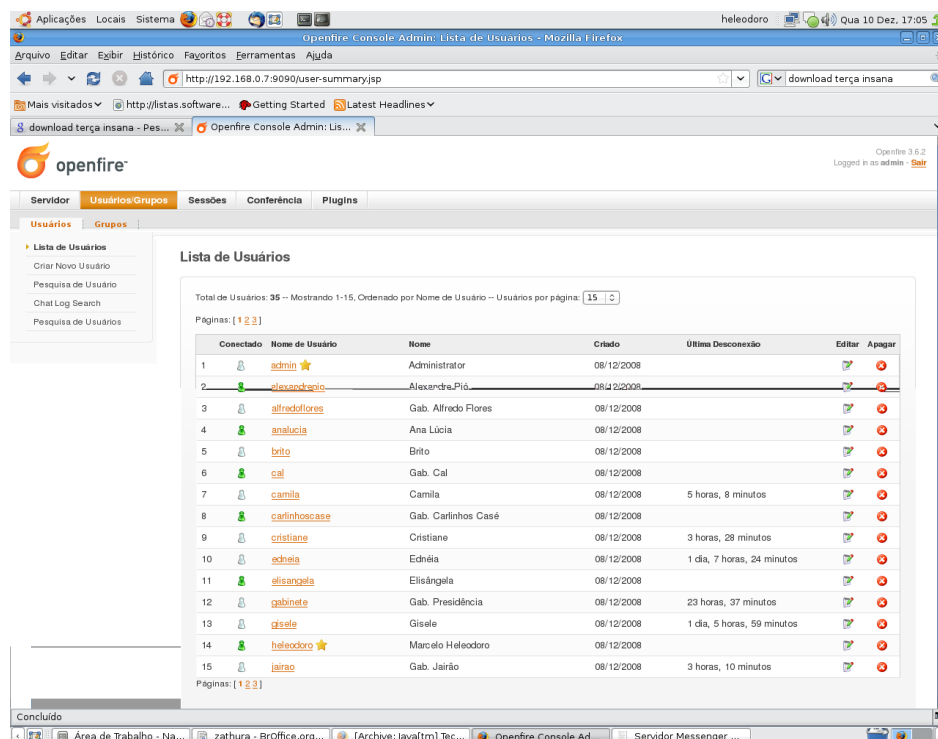 Aplicações Locais Sistema heleodoro Qua 10 Dez, 17:05
Openfire Console Admin: Lista de Usuários - Mozilla Firefox
Arquivo Editar Exibir Histórico Favoritos Ferramentas Ajuda
http://192.168.0.7:9090/user-summary.jsp download terça insana
Mais visitados http://listas.software... Getting Started Latest Headlines
download terça insana - Pes... Openfire Console Admin: Lis...
openfire
Openfire 3.6.2
Logged in as admin - Sair
Servidor Usuários/Grupos Sessões Conferência Plugins
Usuários Grupos
Lista de Usuários
Criar Novo Usuário
Pesquisa de Usuário
Chat Log Search
Pesquisa de Usuários
Lista de Usuários
Total de Usuários: 35 -- Mostrando 1-15, Ordenado por Nome de Usuário -- Usuários por página: 15
Páginas: [ 1 2 3 ]
Conectado Nome de Usuário Nome Criado Última Desconexão Editar Apagar
1 admin Administrator 08/12/2008
2 alexandrepio Alexandre Pió 08/12/2008
3 alfredoflores Gab. Alfredo Flores 08/12/2008
4 analucia Ana Lúcia 08/12/2008
5 brito Brito 08/12/2008
6 cal Gab. Cal 08/12/2008
7 camila Camila 08/12/2008 5 horas, 8 minutos
8 carlinhoscase Gab. Carlinhos Casé 08/12/2008
9 cristiane Cristiane 08/12/2008 3 horas, 28 minutos
10 edneia Ednéia 08/12/2008 1 dia, 7 horas, 24 minutos
11 elisangela Elisângela 08/12/2008
12 gabinete Gab. Presidência 08/12/2008 23 horas, 37 minutos
13 gisele Gisele 08/12/2008 1 dia, 5 horas, 59 minutos
14 heleodoro Marcelo Heleodoro 08/12/2008
15 jairao Gab. Jairão 08/12/2008 3 horas, 10 minutos
Páginas: [ 1 2 3 ]
Concluído
Área de Trabalho - Na... zathura - BrOffice.org... [Archive: Java[tm] Tec... Openfire Console Ad... Servidor Messenger ...